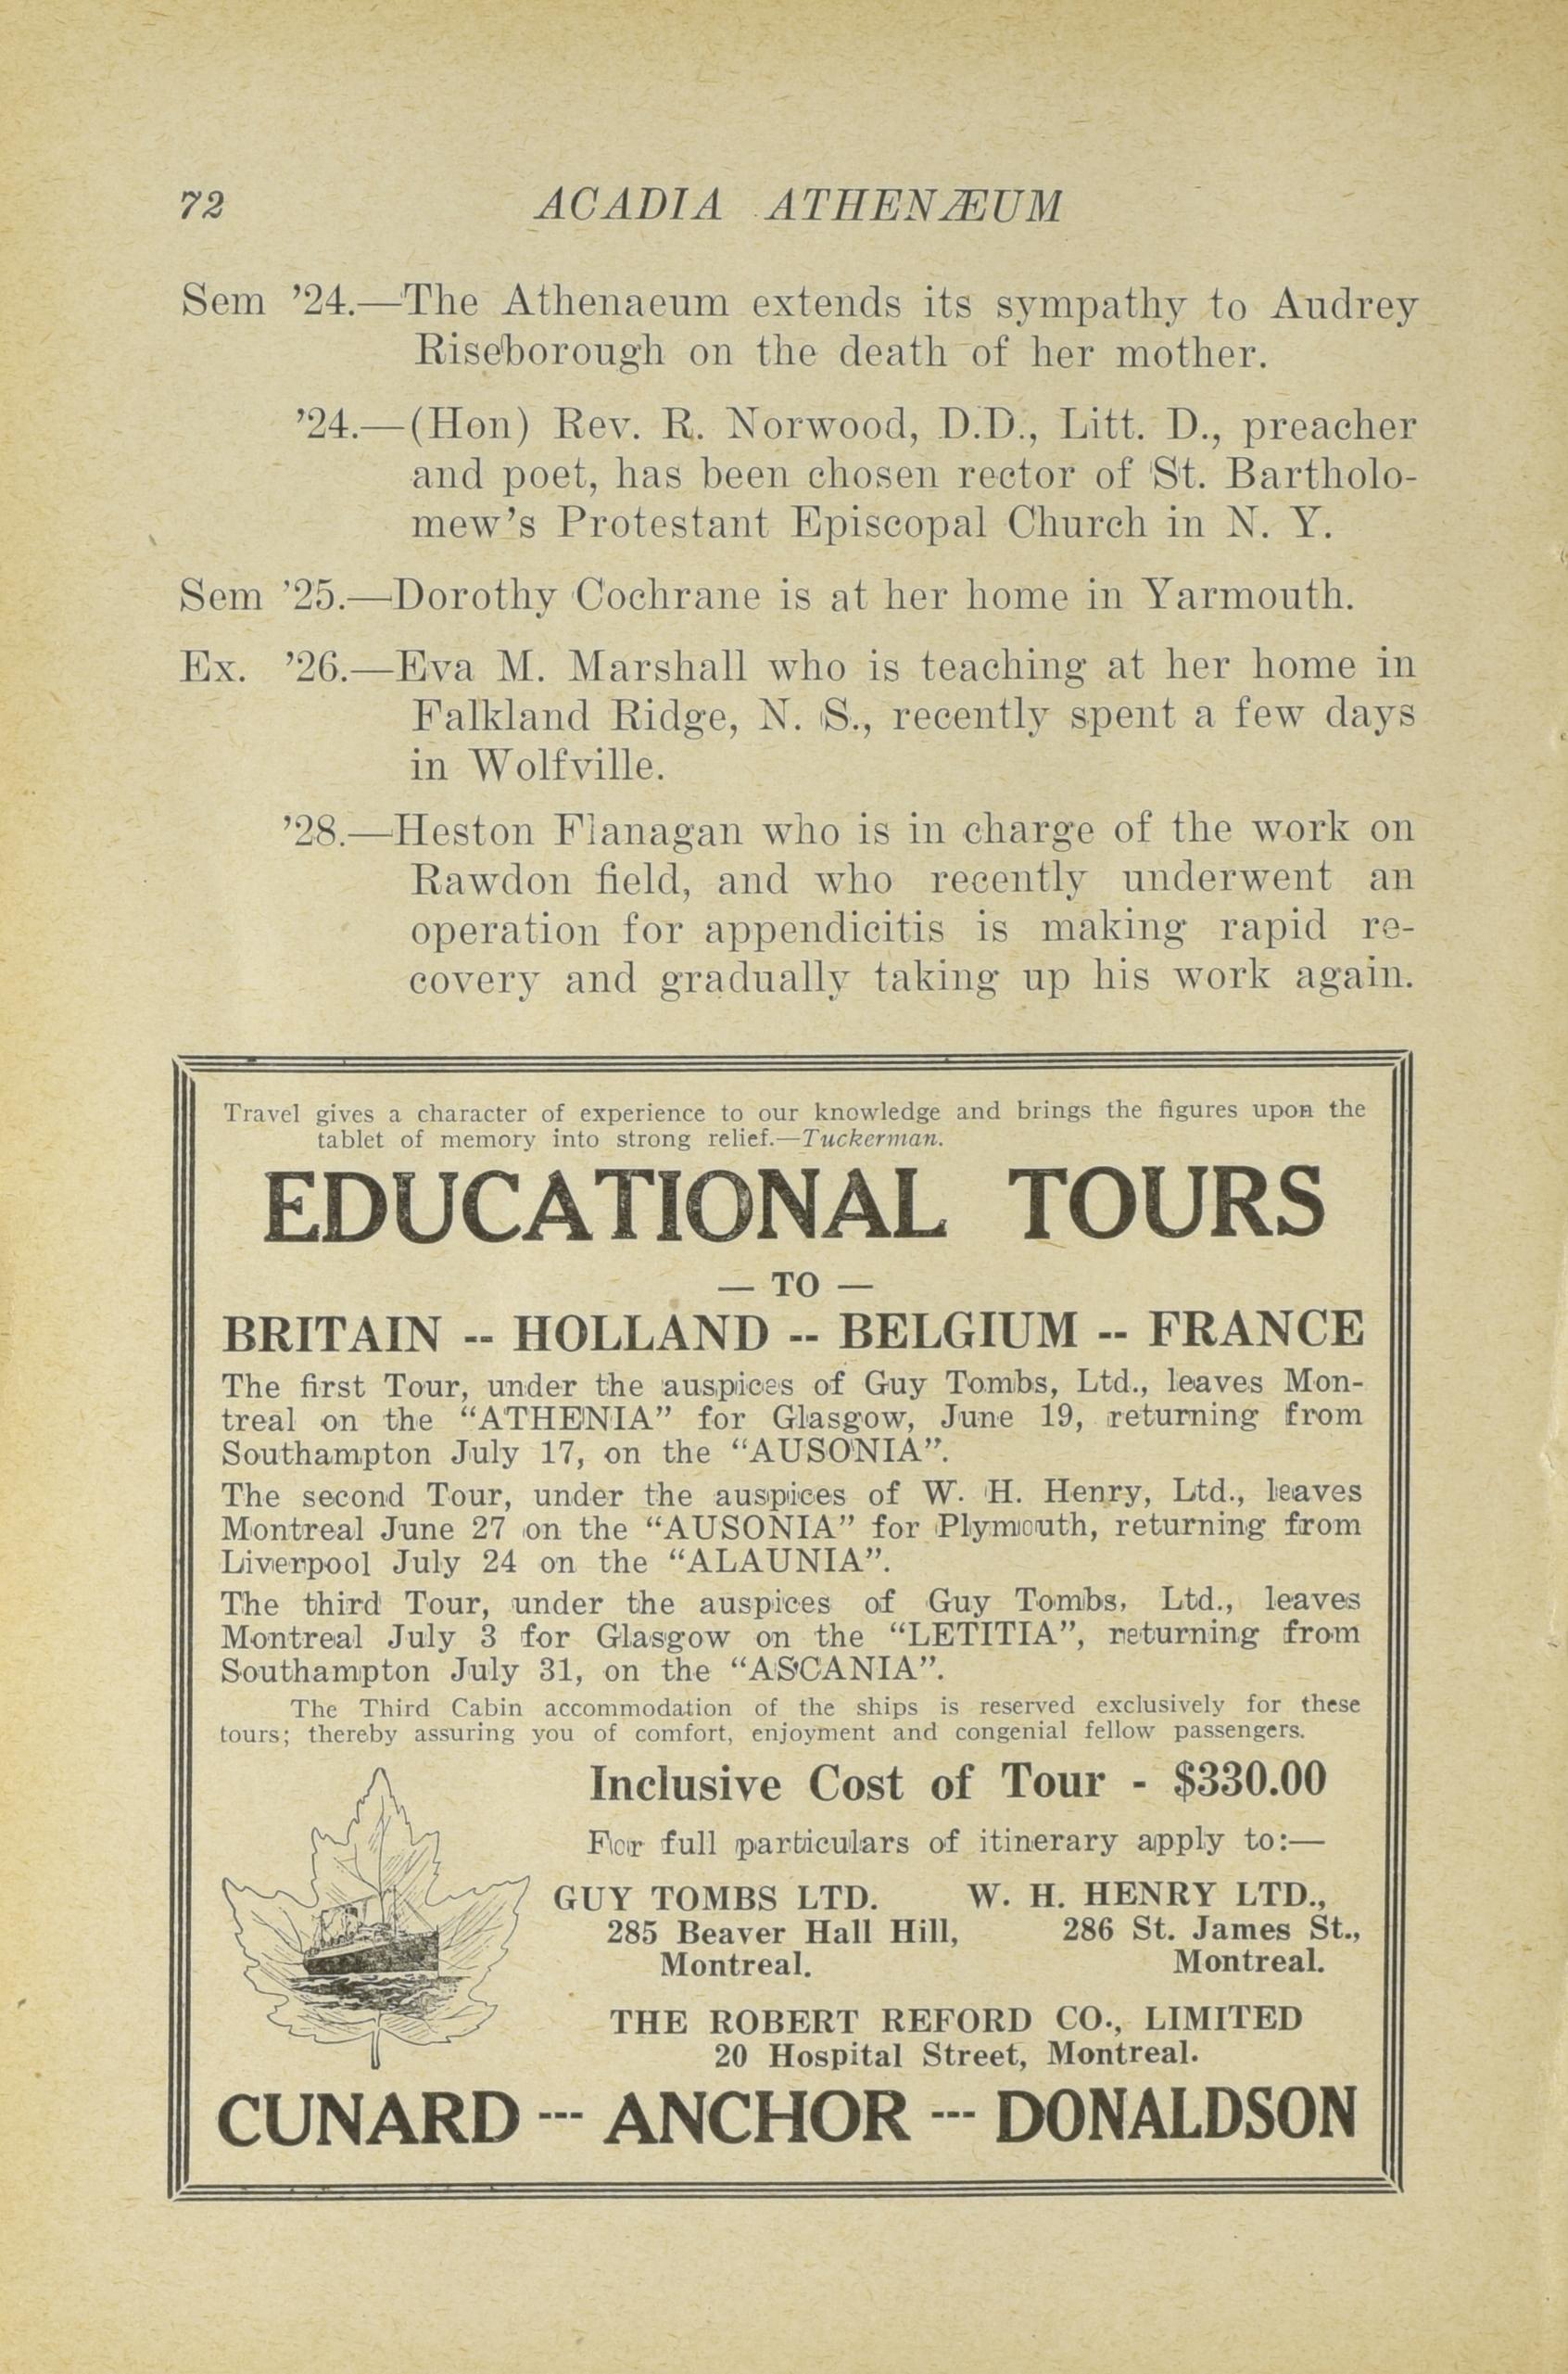 72 ACADIA ATHENÆUM
Sem ’24.—The Athenaeum extends its sympathy to Audrey
Riseborough on the death of her mother.
’24.—(Hon) Rev. R. Norwood, D.D., Litt. D., preacher
and poet, has been chosen rector of St. Bartholo-
mew’s Protestant Episcopal Church in N. Y.
Sem ’25.—Dorothy Cochrane is at her home in Yarmouth.
Ex. ’26.—Eva M. Marshall who is teaching at her home in
Falkland Ridge, N. S., recently spent a few days
in Wolfville.
’28.—Heston Flanagan who is in charge of the work on
Rawdon field, and who recently underwent an
operation for appendicitis is making rapid re-
covery and gradually taking up his work again.
Travel gives a character of experience to our knowledge and brings the figures upon the
tablet of memory into strong relief.—Tuckerman.
EDUCATIONAL TOURS
— TO —
BRITAIN -- HOLLAND -- BELGIUM -- FRANCE
The first Tour, under the auspices of Guy Tombs, Ltd., leaves Mon-
treal on the “ATHENIA” for Glasgow, June 19, returning from
Southampton July 17, on the “AUSONIA”.
The second Tour, under the auspices of W. H. Henry, Ltd., leaves
Montreal June 27 on the “AUSONIA” for Plymouth, returning from
Liverpool July 24 on the “ALAUNIA”.
The third Tour, under the auspices of Guy Tombs, Ltd., leaves
Montreal July 3 for Glasgow on the “LETITIA”, returning from
Southampton July 31, on the “ASCANIA”.
The Third Cabin accommodation of the ships is reserved exclusively for these
tours; thereby assuring you of comfort, enjoyment and congenial fellow passengers.
Inclusive Cost of Tour - $330.00
For full particulars of itinerary apply to:—
GUY TOMBS LTD. W. H. HENRY LTD.,
285 Beaver Hall Hill, 286 St. James St.,
Montreal. Montreal.
THE ROBERT REFORD CO., LIMITED
20 Hospital Street, Montreal.
CUNARD --- ANCHOR --- DONALDSON